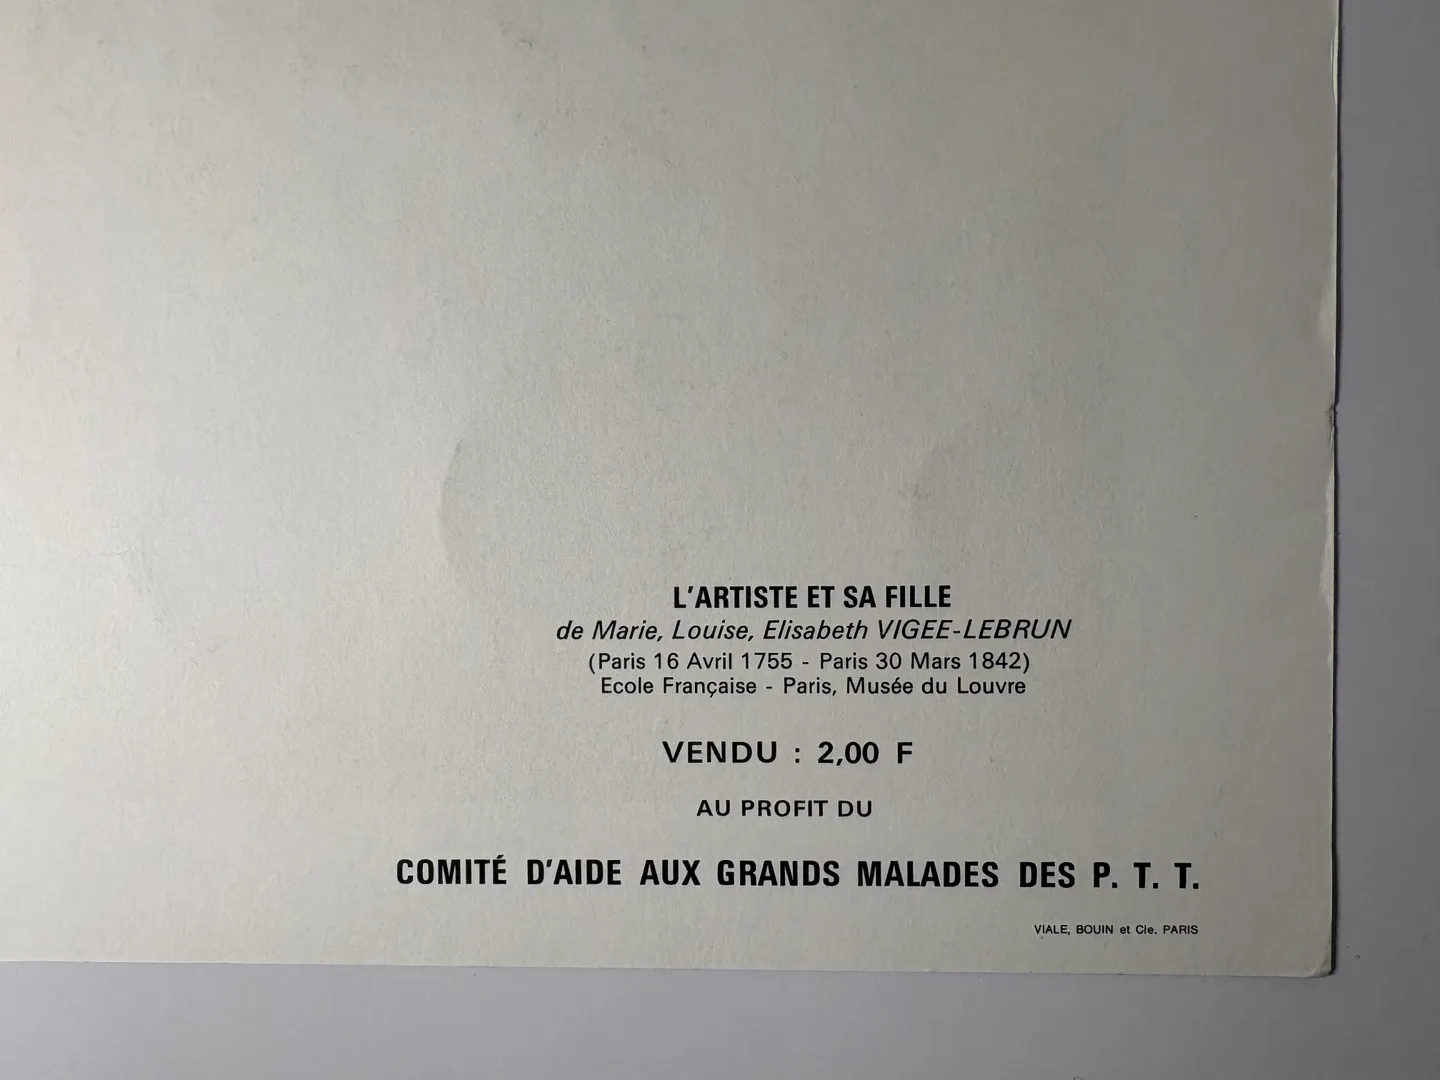 L'ARTISTE ET SA FILLE
de Marie, Louise, Elisabeth VIGEE-LEBRUN
(Paris 16 Avril 1755 - Paris 30 Mars 1842)
Ecole Française - Paris, Musée du Louvre
VENDU : 2,00 F
AU PROFIT DU
COMITÉ D'AIDE AUX GRANDS MALADES DES P. T. T.
VIALE, BOUIN et Cie. PARIS